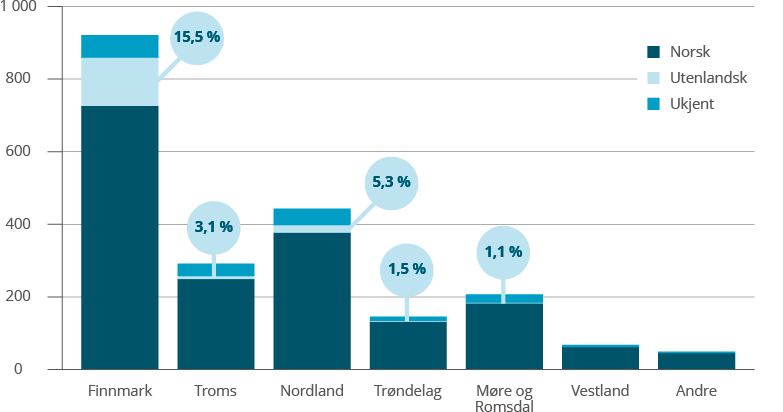 1 000
800
600
400
200
0
15,5 %
3,1 %
5,3 %
1,5 %
1,1 %
Norsk
Utenlandsk
Ukjent
Finnmark
Troms
Nordland
Trøndelag
Møre og
Romsdal
Vestland
Andre